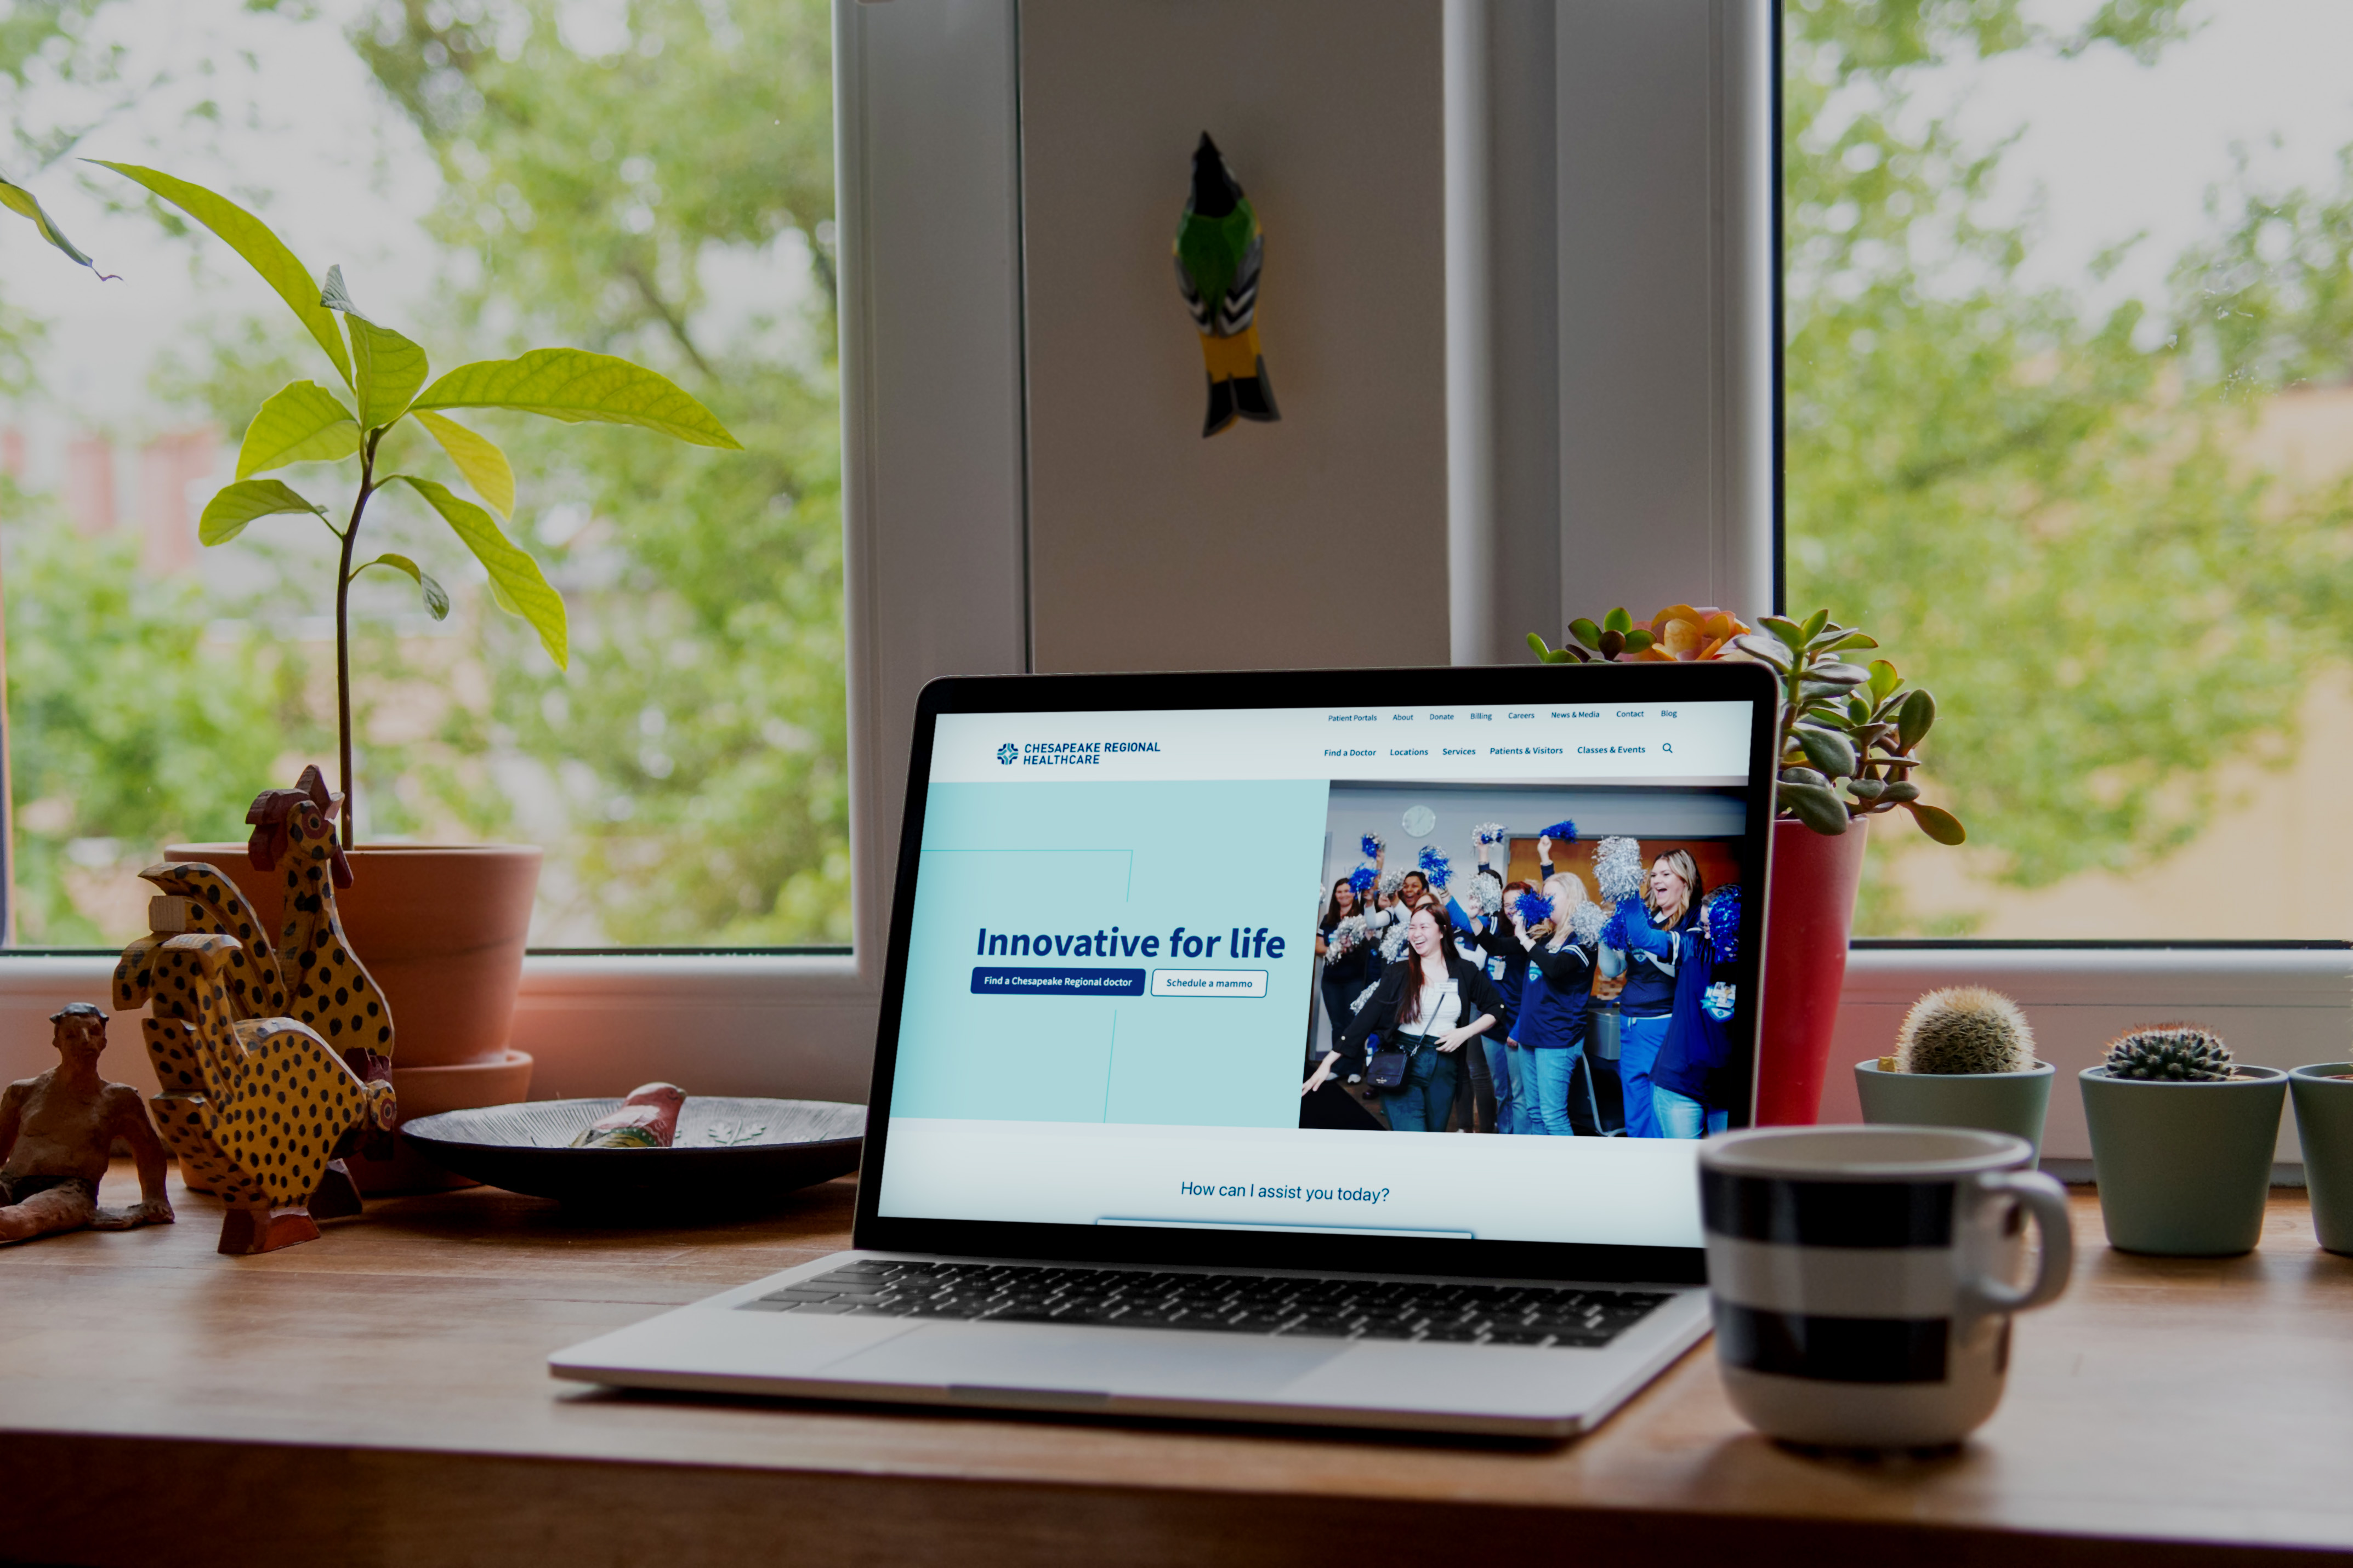 Patient Portals About Donate Billing Careers News & Media Contact Blog
CHESAPEAKE REGIONAL
HEALTHCARE
Find a Doctor Locations Services Patients & Visitors Classes & Events
Innovative for life
Find a Chesapeake Regional doctor Schedule a mammo
How can I assist you today?